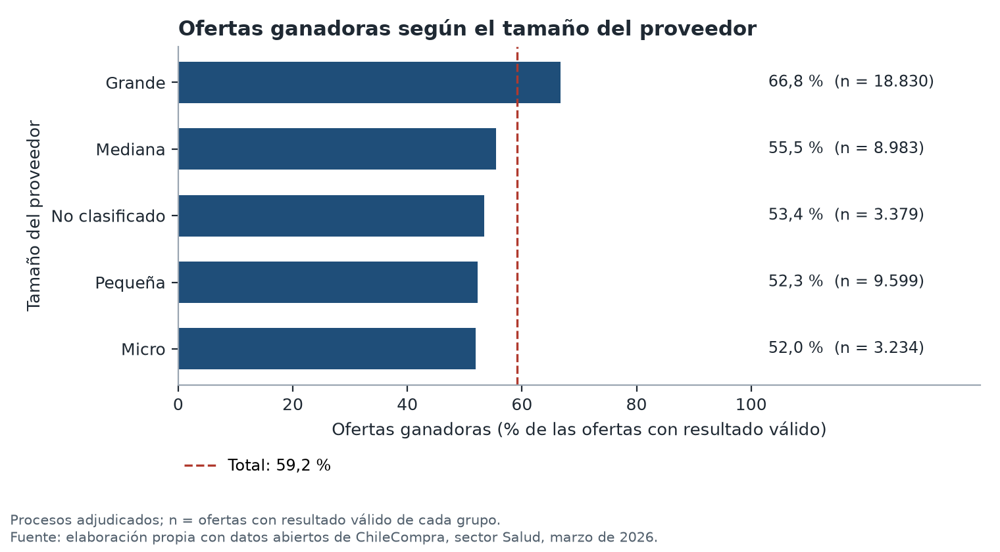 Ofertas ganadoras según el tamaño del proveedor
Tamaño del proveedor
Grande
66,8 % (n = 18.830)
Mediana
55,5 % (n = 8.983)
No clasificado
53,4 % (n = 3.379)
Pequeña
52,3 % (n = 9.599)
Micro
52,0 % (n = 3.234)
0 20 40 60 80 100
Ofertas ganadoras (% de las ofertas con resultado válido)
Total: 59,2 %
Procesos adjudicados; n = ofertas con resultado válido de cada grupo.
Fuente: elaboración propia con datos abiertos de ChileCompra, sector Salud, marzo de 2026.